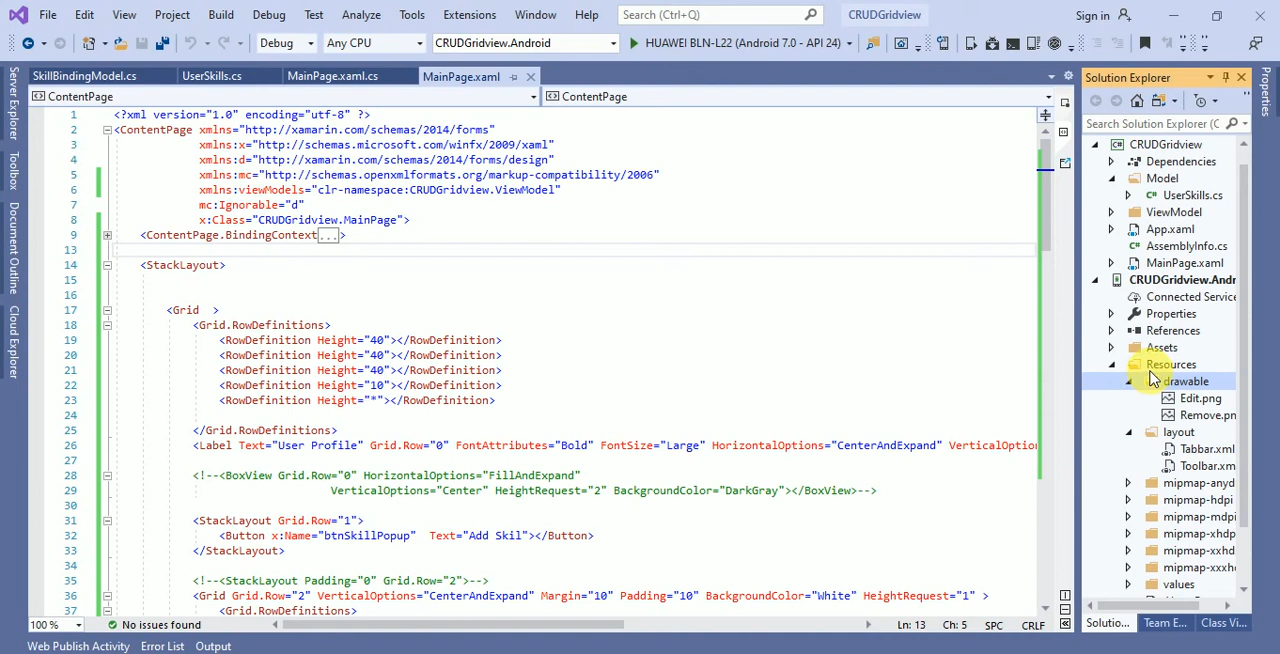 File Edit View Project Build Debug Test Analyze Tools Extensions Window Help Search (Ctrl+Q) CRUDGridview Sign in
Debug Any CPU CRUDGridview.Android HUAWEI BLN-L22 (Android 7.0 - API 24)
SkillBindingModel.cs UserSkills.cs MainPage.xaml.cs MainPage.xaml
ContentPage ContentPage
1 <?xml version="1.0" encoding="utf-8" ?>
2 <ContentPage xmlns="http://xamarin.com/schemas/2014/forms"
3 xmlns:x="http://schemas.microsoft.com/winfx/2009/xaml"
4 xmlns:d="http://xamarin.com/schemas/2014/forms/design"
5 xmlns:mc="http://schemas.openxmlformats.org/markup-compatibility/2006"
6 xmlns:viewModels="clr-namespace:CRUDGridview.ViewModel"
7 mc:Ignorable="d"
8 x:Class="CRUDGridview.MainPage">
9 <ContentPage.BindingContext...>
13
14 <StackLayout>
15
16
17 <Grid >
18 <Grid.RowDefinitions>
19 <RowDefinition Height="40"></RowDefinition>
20 <RowDefinition Height="40"></RowDefinition>
21 <RowDefinition Height="40"></RowDefinition>
22 <RowDefinition Height="10"></RowDefinition>
23 <RowDefinition Height="*"></RowDefinition>
24
25 </Grid.RowDefinitions>
26 <Label Text="User Profile" Grid.Row="0" FontAttributes="Bold" FontSize="Large" HorizontalOptions="CenterAndExpand" VerticalOption
27
28 <!--<BoxView Grid.Row="0" HorizontalOptions="FillAndExpand"
29 VerticalOptions="Center" HeightRequest="2" BackgroundColor="DarkGray"></BoxView>-->
30
31 <StackLayout Grid.Row="1">
32 <Button x:Name="btnSkillPopup" Text="Add Skil"></Button>
33 </StackLayout>
34
35 <!--<StackLayout Padding="0" Grid.Row="2">-->
36 <Grid Grid.Row="2" VerticalOptions="CenterAndExpand" Margin="10" Padding="10" BackgroundColor="White" HeightRequest="1" >
37 <Grid.RowDefinitions>
100 % No issues found Ln: 13 Ch: 5 SPC CRLF
Web Publish Activity Error List Output
Server Explorer
Toolbox
Document Outline
Cloud Explorer
Solution Explorer
Search Solution Explorer (C
CRUDGridview
Dependencies
Model
UserSkills.cs
ViewModel
App.xaml
AssemblyInfo.cs
MainPage.xaml
CRUDGridview.Andr
Connected Service
Properties
References
Assets
Resources
drawable
Edit.png
Remove.pn
layout
Tabbar.xml
Toolbar.xm
mipmap-anyd
mipmap-hdpi
mipmap-mdpi
mipmap-xhdp
mipmap-xxhd
mipmap-xxxh
values
Solutio... Team E... Class Vi...
Properties